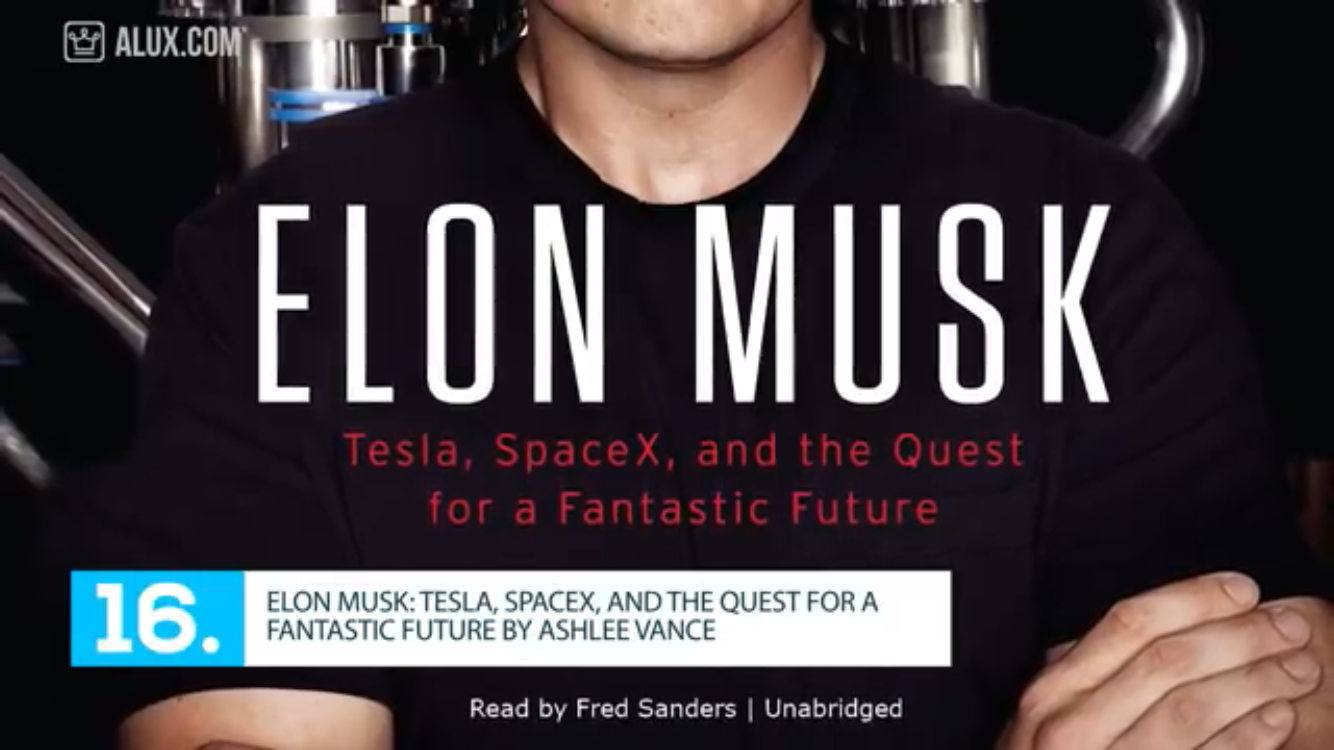 ALUX.COM
ELON MUSK
Tesla, SpaceX, and the Quest
for a Fantastic Future
16.
ELON MUSK: TESLA, SPACEX, AND THE QUEST FOR A
FANTASTIC FUTURE BY ASHLEE VANCE
Read by Fred Sanders | Unabridged